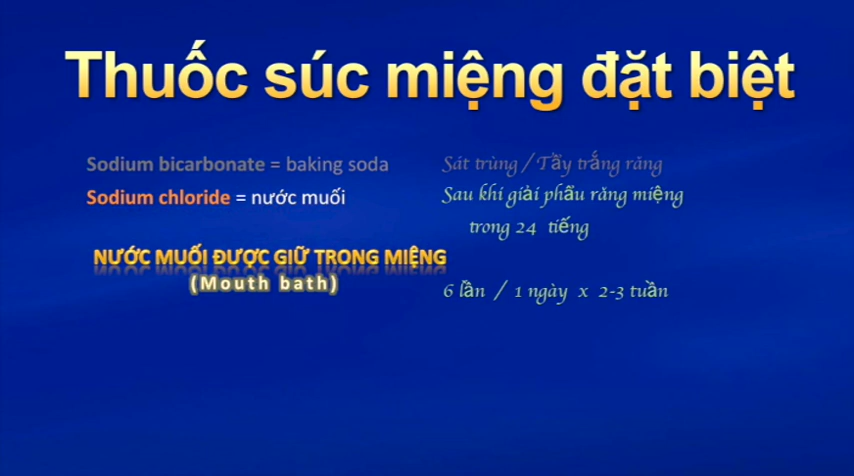 Thuốc súc miệng đặt biệt
Sodium bicarbonate = baking soda
Sát trùng / Tẩy trắng răng
Sodium chloride = nước muối
Sau khi giải phẩu răng miệng
trong 24 tiếng
NƯỚC MUỐI ĐƯỢC GIỮ TRONG MIỆNG
(Mouth bath)
6 lần / 1 ngày x 2-3 tuần